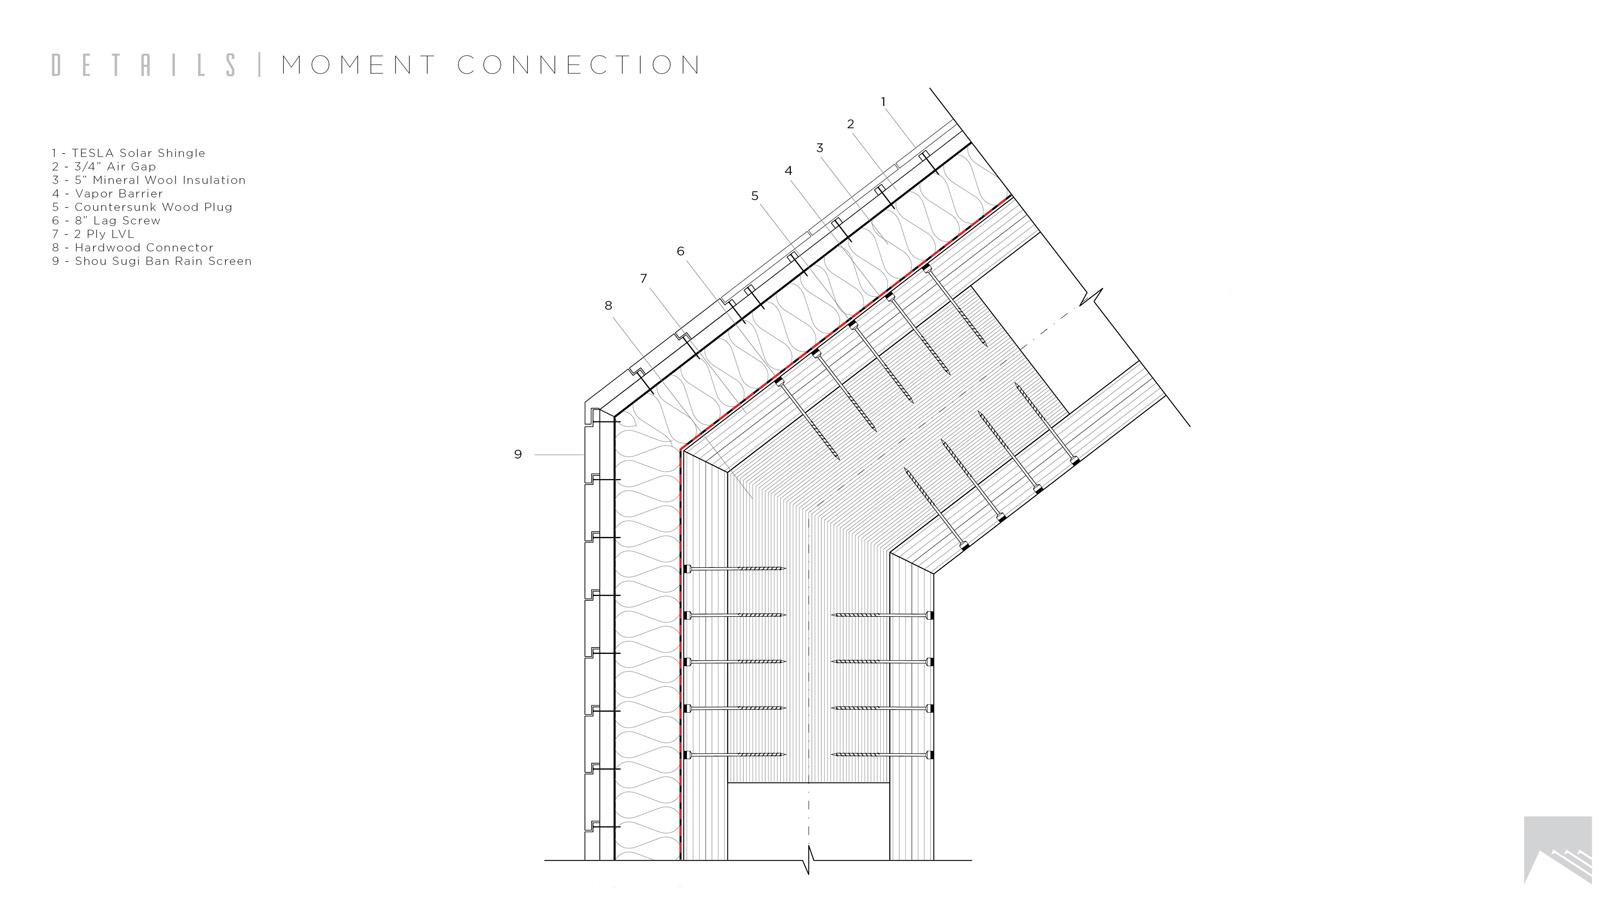 DETAILS | MOMENT CONNECTION
1 - TESLA Solar Shingle
2 - 3/4" Air Gap
3 - 5" Mineral Wool Insulation
4 - Vapor Barrier
5 - Countersunk Wood Plug
6 - 8" Lag Screw
7 - 2 Ply LVL
8 - Hardwood Connector
9 - Shou Sugi Ban Rain Screen
1
2
3
4
5
6
7
8
9